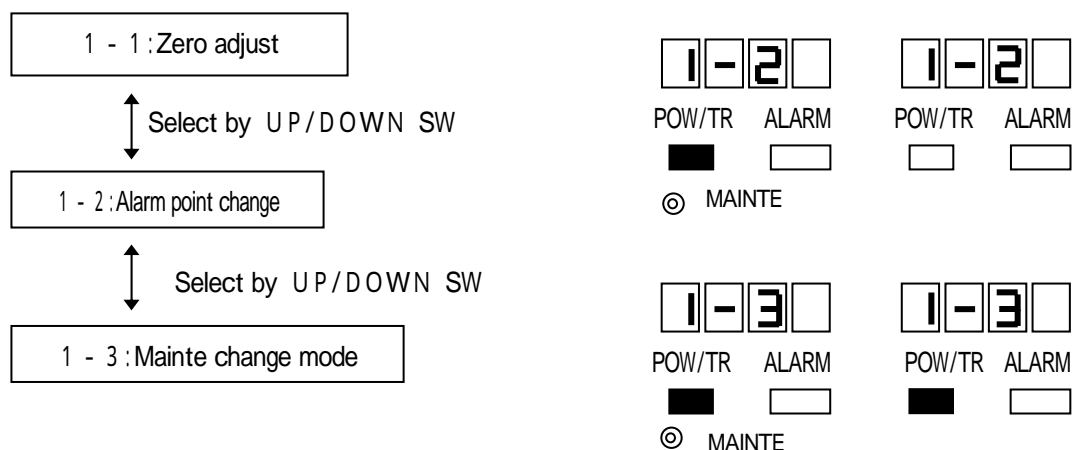 1 - 1:Zero adjust
Select by UP/DOWN SW
1 - 2:Alarm point change
Select by UP/DOWN SW
1 - 3:Mainte change mode
1-2
POW/TR ALARM
MAINTE
1-2
POW/TR ALARM
1-3
POW/TR ALARM
MAINTE
1-3
POW/TR ALARM